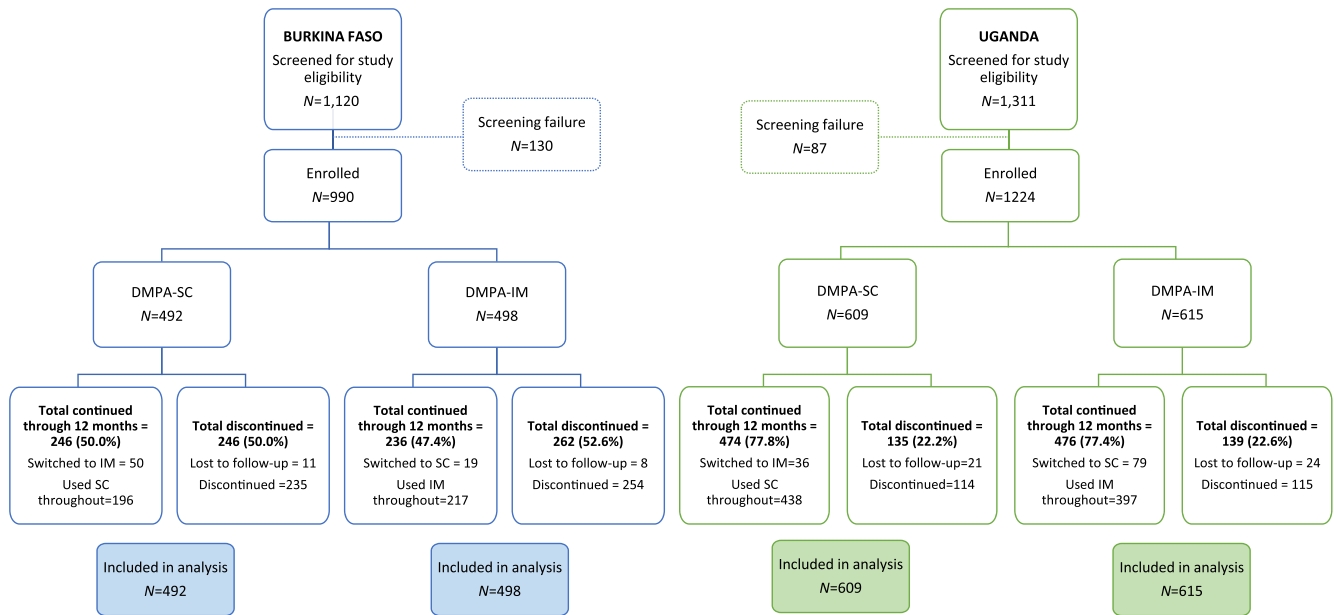 BURKINA FASO
Screened for study
eligibility
N=1,120
Screening failure
N=130
Enrolled
N=990
DMPA-SC
N=492
DMPA-IM
N=498
Total continued
through 12 months =
246 (50.0%)
Switched to IM = 50
Used SC
throughout=196
Total discontinued =
246 (50.0%)
Lost to follow-up = 11
Discontinued =235
Total continued
through 12 months =
236 (47.4%)
Switched to SC = 19
Used IM
throughout=217
Total discontinued =
262 (52.6%)
Lost to follow-up = 8
Discontinued = 254
Included in analysis
N=492
Included in analysis
N=498
UGANDA
Screened for study
eligibility
N=1,311
Screening failure
N=87
Enrolled
N=1224
DMPA-SC
N=609
DMPA-IM
N=615
Total continued
through 12 months =
474 (77.8%)
Switched to IM=36
Used SC
throughout=438
Total discontinued =
135 (22.2%)
Lost to follow-up=21
Discontinued=114
Total continued
through 12 months =
476 (77.4%)
Switched to SC = 79
Used IM
throughout=397
Total discontinued =
139 (22.6%)
Lost to follow-up = 24
Discontinued = 115
Included in analysis
N=609
Included in analysis
N=615